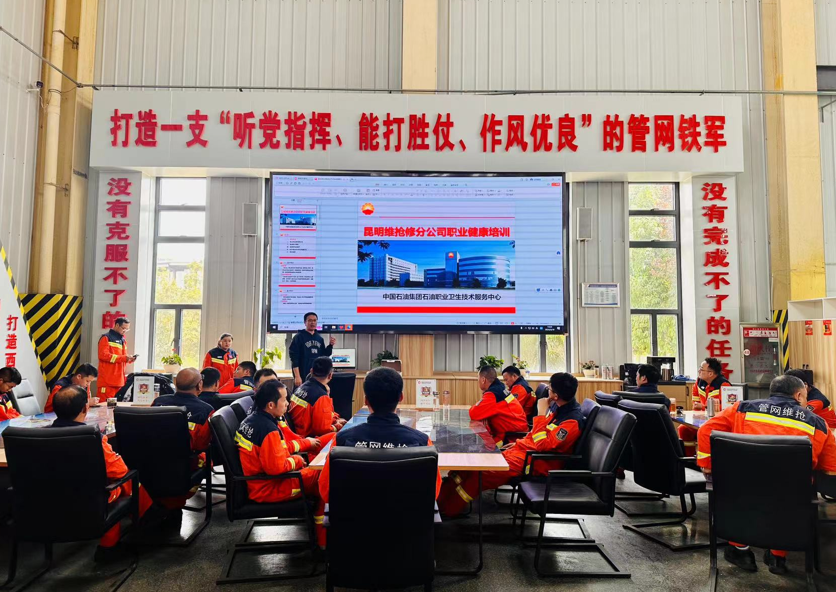 打造一支“听党指挥、能打胜仗、作风优良”的管网铁军
没有克服不了的
没有完成不了的任
昆明维抢修分公司职业健康培训
中国石油集团石油职业卫生技术服务中心
打造西
管网维抢
管网维抢修